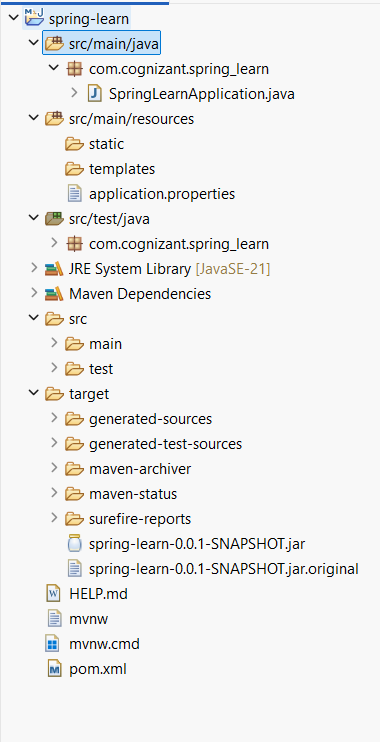 spring-learn
src/main/java
com.cognizant.spring_learn
SpringLearnApplication.java
src/main/resources
static
templates
application.properties
src/test/java
com.cognizant.spring_learn
JRE System Library [JavaSE-21]
Maven Dependencies
src
main
test
target
generated-sources
generated-test-sources
maven-archiver
maven-status
surefire-reports
spring-learn-0.0.1-SNAPSHOT.jar
spring-learn-0.0.1-SNAPSHOT.jar.original
HELP.md
mvnw
mvnw.cmd
pom.xml